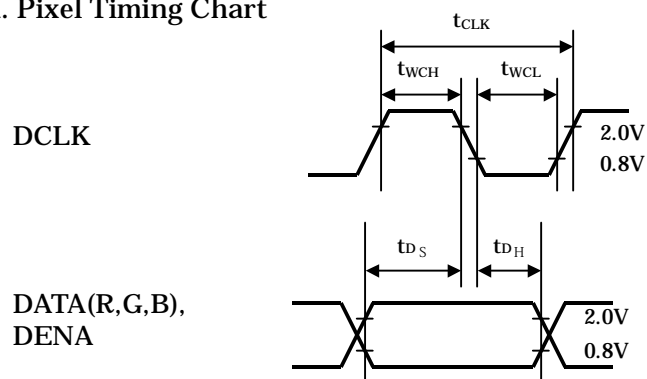 . Pixel Timing Chart
tCLK
tWCH tWCL
DCLK
2.0V
0.8V
tDS tDH
DATA(R,G,B),
DENA
2.0V
0.8V